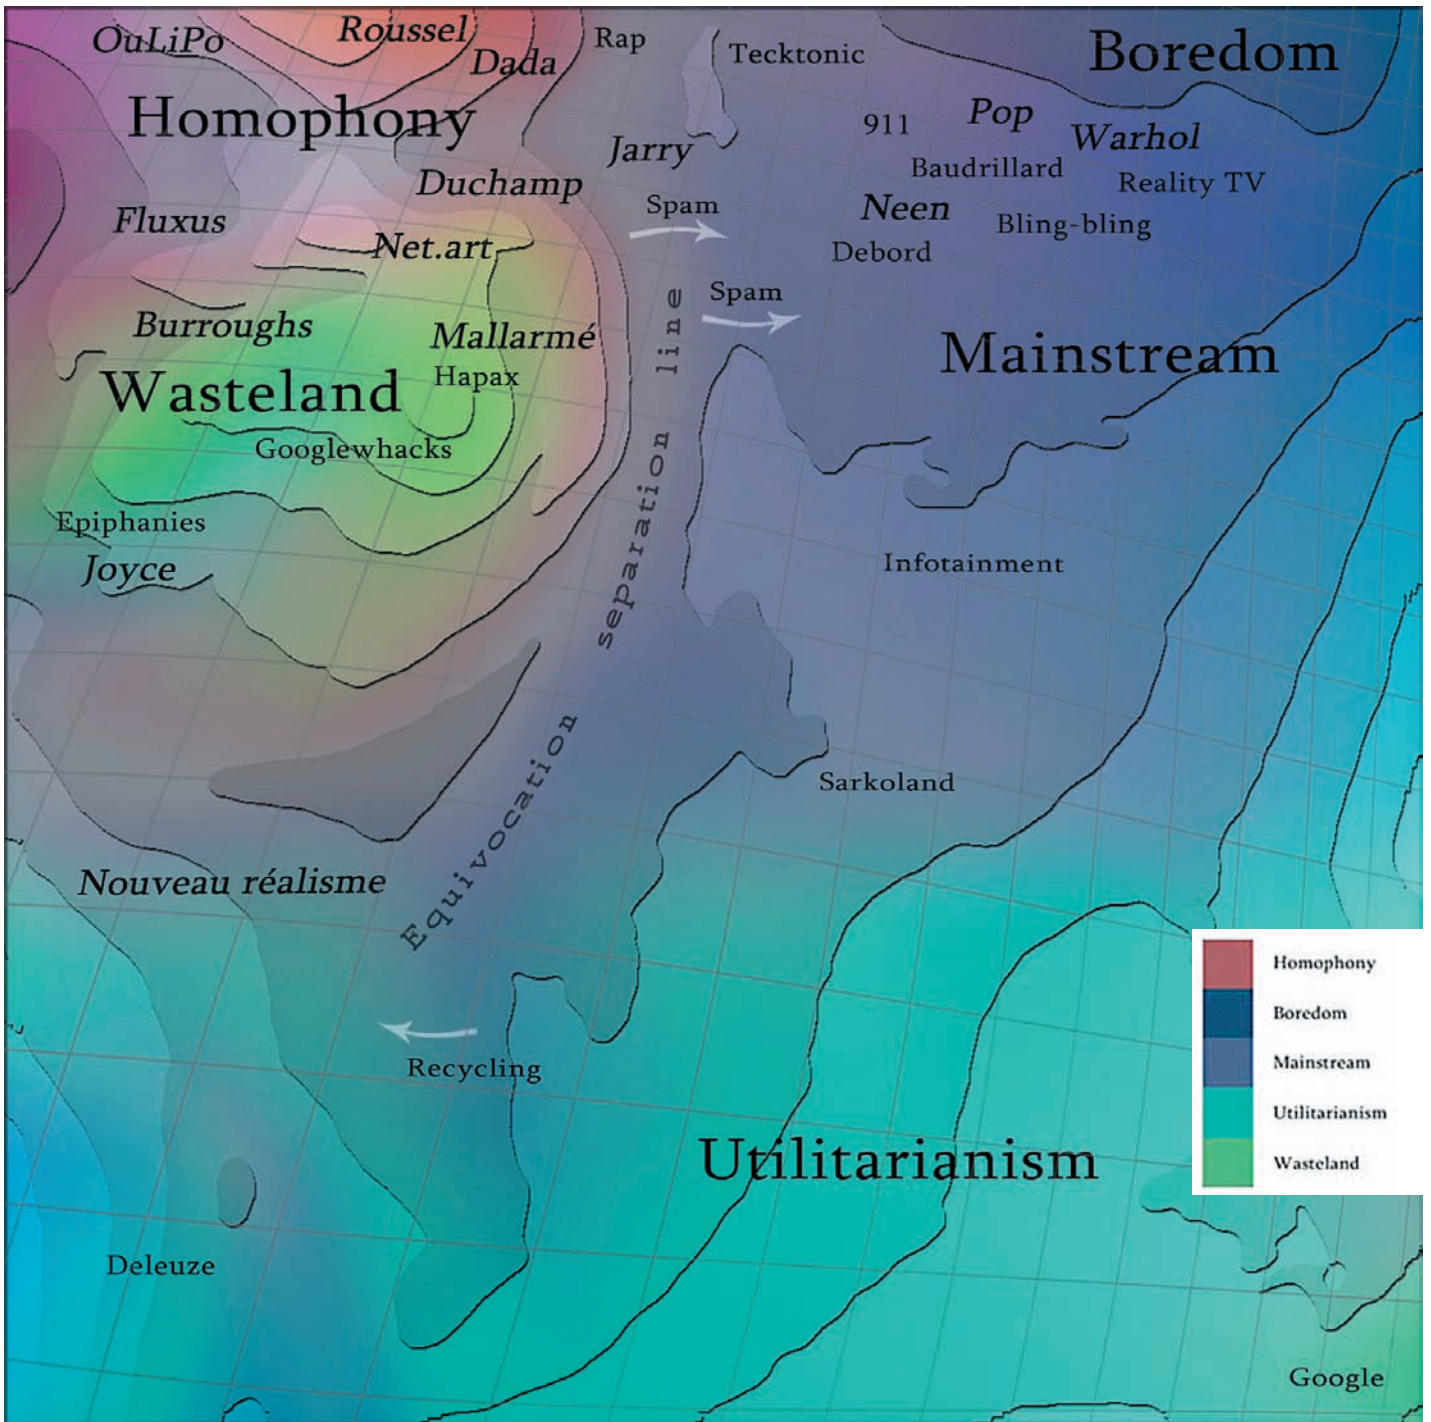 OuLiPo
Roussel
Dada
Rap
Tecktonic
Boredom
Homophony
Jarry
911
Pop
Warhol
Baudrillard
Reality TV
Duchamp
Spam
Neen
Bling-bling
Fluxus
Net.art
Debord
Spam
Burroughs
Mallarmé
Mainstream
Wasteland
Hapax
Googlewhacks
Equivocation separation line
Epiphanies
Joyce
Infotainment
Sarkoland
Nouveau réalisme
Recycling
Utilitarianism
Deleuze
Google
Homophony
Boredom
Mainstream
Utilitarianism
Wasteland